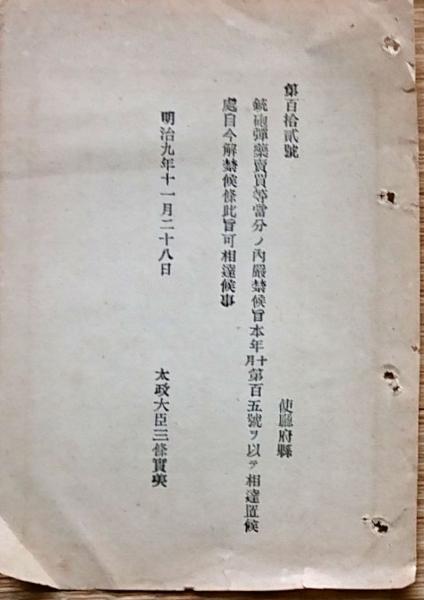 第百拾貳號
使廳府縣
銃砲彈藥賣買等當分ノ內嚴禁候旨本年十月第百五號ヲ以テ相達置候
處自今解禁候條此旨可相達候事
明治九年十一月二十八日
太政大臣三條實美